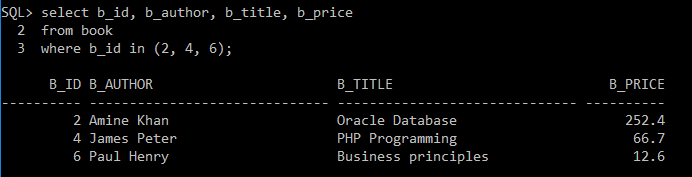 SQL> select b_id, b_author, b_title, b_price
  2  from book
  3  where b_id in (2, 4, 6);
      B_ID B_AUTHOR                       B_TITLE                           B_PRICE
---------- ------------------------------ ------------------------------ ----------
         2 Amine Khan                     Oracle Database                     252.4
         4 James Peter                    PHP Programming                      66.7
         6 Paul Henry                     Business principles                  12.6